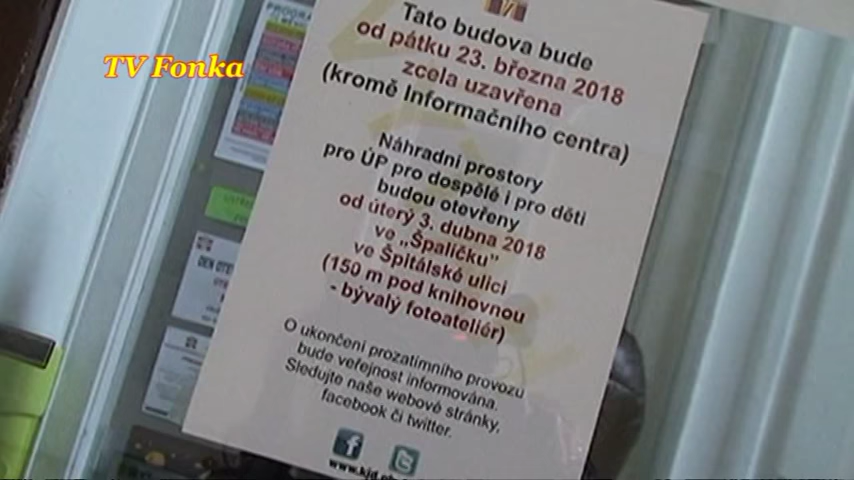 TV Fonka
Tato budova bude
od pátku 23. března 2018
zcela uzavřena
(kromě Informačního centra)
Náhradní prostory
pro ÚP pro dospělé i pro děti
budou otevřeny
od úterý 3. dubna 2018
ve „Špalíčku"
ve Špitálské ulici
(150 m pod knihovnou
- bývalý fotoateliér)
O ukončení prozatímního provozu
bude veřejnost informována.
Sledujte naše webové stránky,
facebook či twitter.